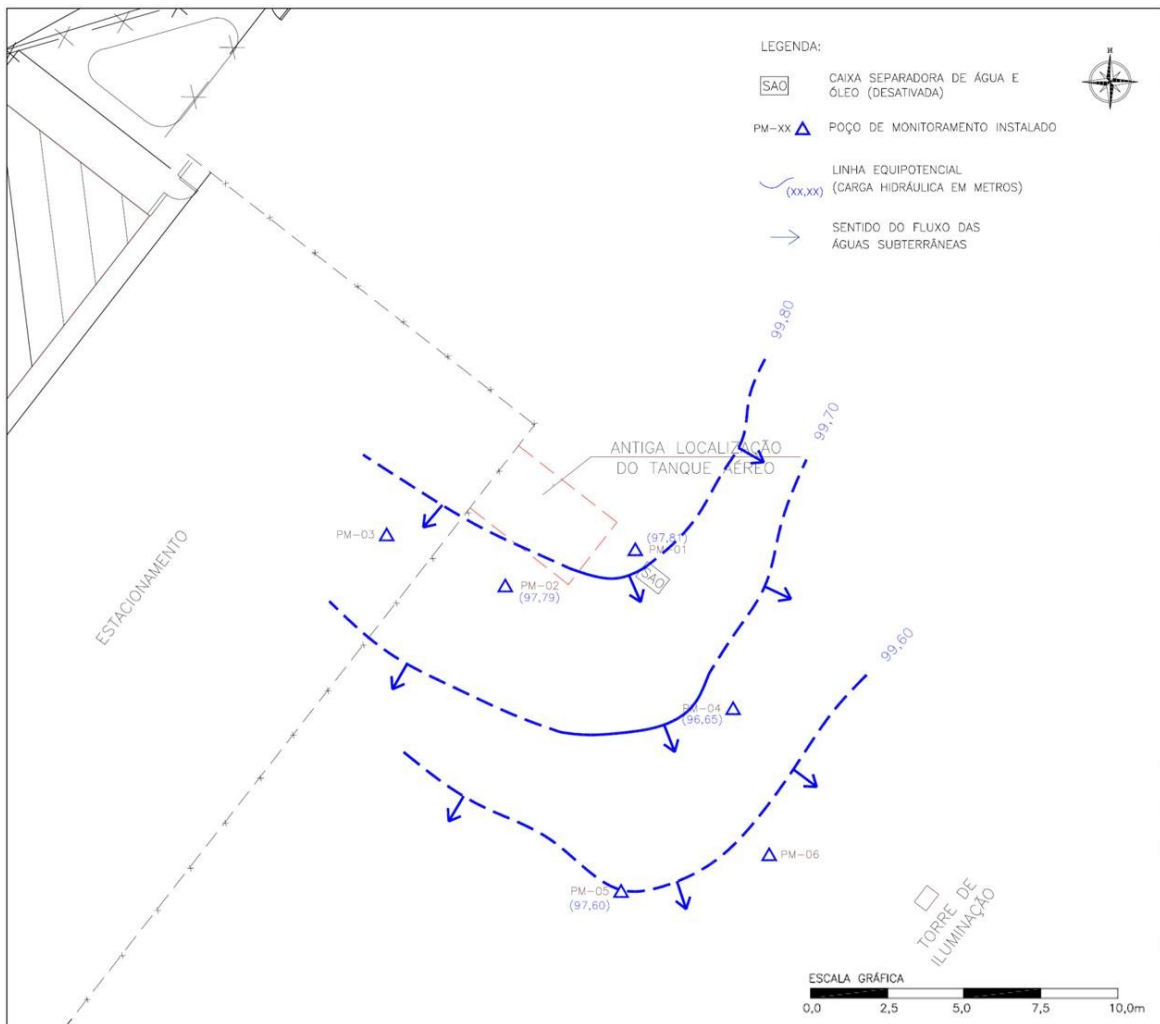 LEGENDA:
SAO
CAIXA SEPARADORA DE ÁGUA E
ÓLEO (DESATIVADA)
PM-XX
POÇO DE MONITORAMENTO INSTALADO
(XX,XX)
LINHA EQUIPOTENCIAL
(CARGA HIDRÁULICA EM METROS)
SENTIDO DO FLUXO DAS
ÁGUAS SUBTERRÂNEAS
N
99,80
99,70
ANTIGA LOCALIZAÇÃO
DO TANQUE AÉREO
PM-03
(97,81)
PM-01
SAO
PM-02
(97,79)
ESTACIONAMENTO
99,60
PM-04
(96,65)
PM-06
PM-05
(97,60)
TORRE DE
ILUMINAÇÃO
ESCALA GRÁFICA
0,0 2,5 5,0 7,5 10,0m